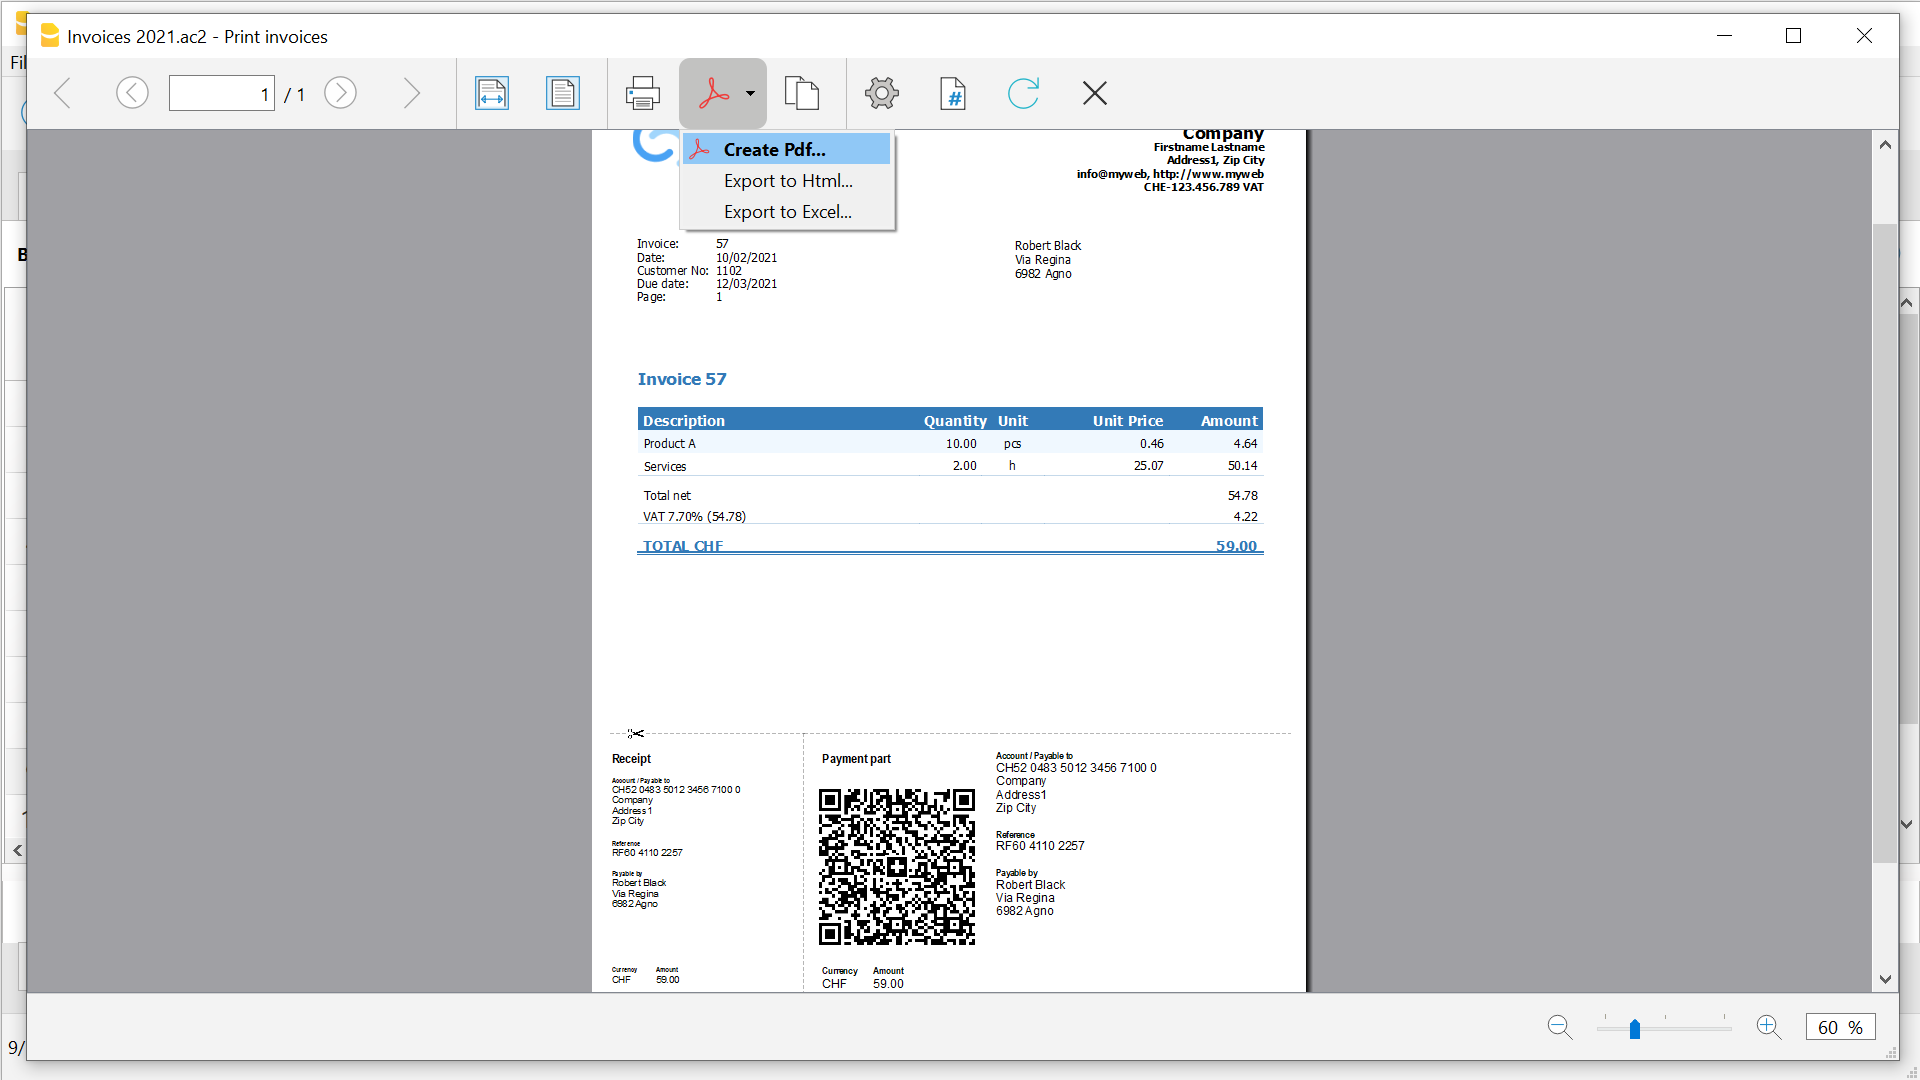 Invoices 2021.ac2 - Print invoices
Fil
1 / 1
#
Create Pdf...
Export to Html...
Export to Excel...
Company
Firstname Lastname
Address1, Zip City
info@myweb, http://www.myweb
CHE-123.456.789 VAT
B
Invoice: 57
Date: 10/02/2021
Customer No: 1102
Due date: 12/03/2021
Page: 1
Robert Black
Via Regina
6982 Agno
Invoice 57
Description Quantity Unit Unit Price Amount
Product A 10.00 pcs 0.46 4.64
Services 2.00 h 25.07 50.14
Total net 54.78
VAT 7.70% (54.78) 4.22
TOTAL CHF 59.00
Receipt
Account / Payable to
CH52 0483 5012 3456 7100 0
Company
Address1
Zip City
Reference
RF60 4110 2257
Payable by
Robert Black
Via Regina
6982 Agno
Currency Amount
CHF 59.00
Payment part
Currency Amount
CHF 59.00
Account / Payable to
CH52 0483 5012 3456 7100 0
Company
Address1
Zip City
Reference
RF60 4110 2257
Payable by
Robert Black
Via Regina
6982 Agno
9/
60 %